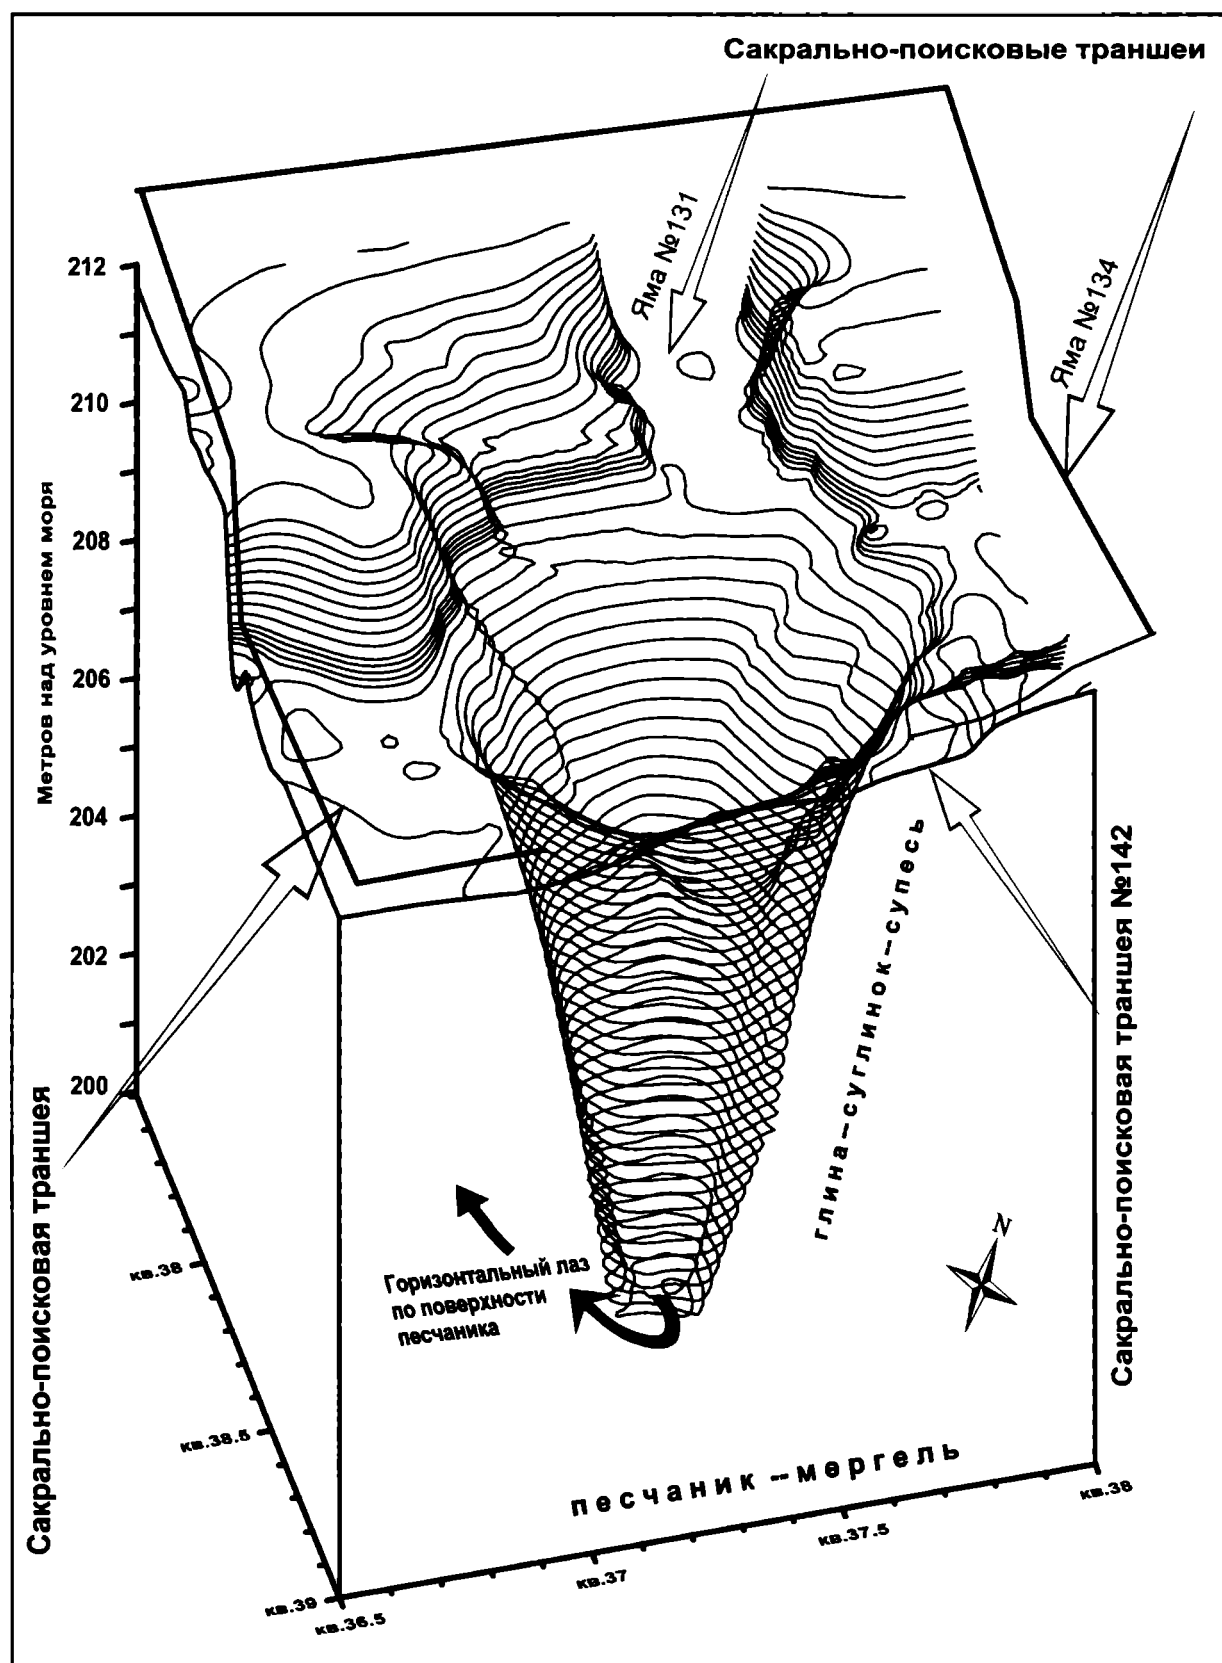 Сакрально-поисковые траншеи
Яма №131
Яма №134
212
210
208
206
204
202
200
Метров над уровнем моря
Сакрально-поисковая траншея
Сакрально-поисковая траншея №142
глина–суглинок–супесь
Горизонтальный лаз
по поверхности
песчаника
N
песчаник –мергель
кв.38
кв.38.5
кв.39
кв.36.5
кв.37
кв.37.5
кв.38